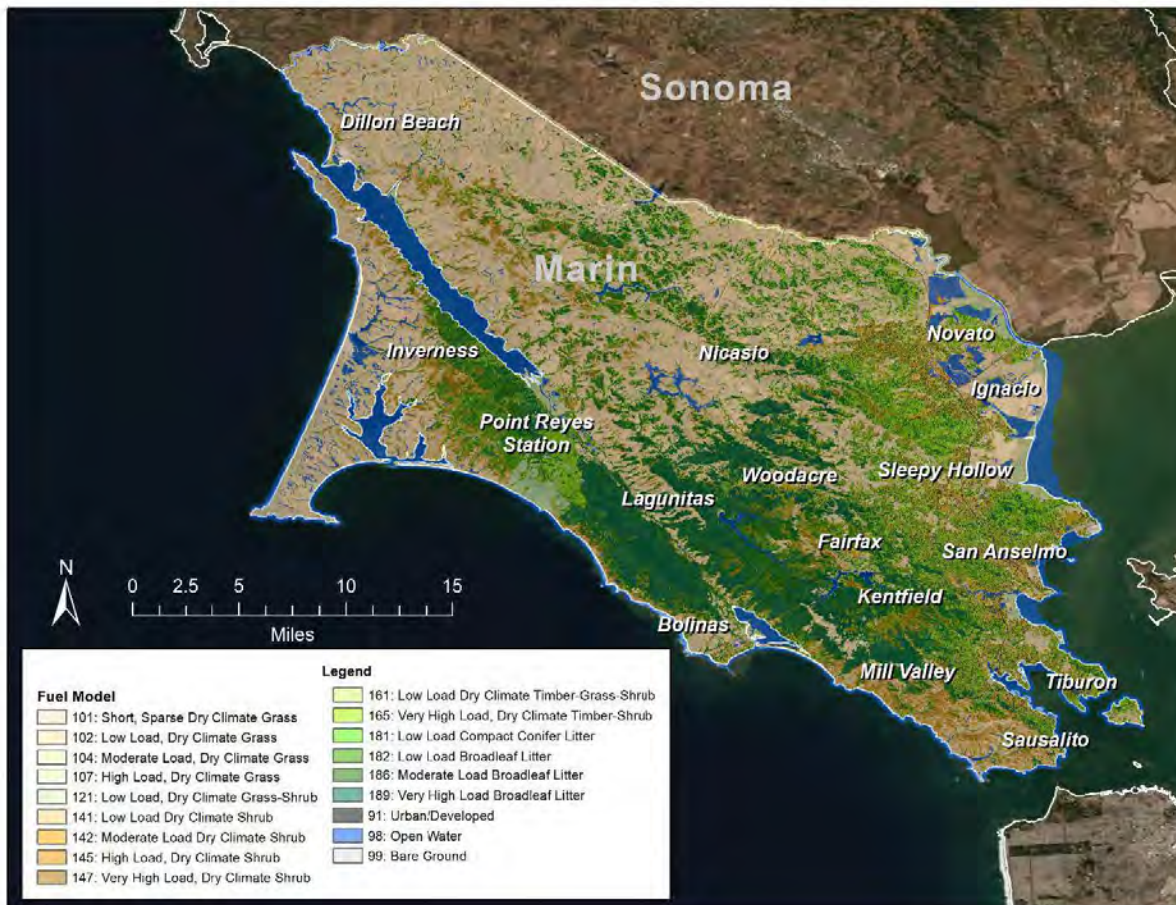 Sonoma
Dillon Beach
Marin
Novato
Inverness
Nicasio
Ignacio
Point Reyes
Station
Woodacre
Sleepy Hollow
Lagunitas
Fairfax
San Anselmo
N
0 2.5 5 10 15
Miles
Kentfield
Bolinas
Mill Valley
Tiburon
Sausalito
Legend
Fuel Model
101: Short, Sparse Dry Climate Grass
102: Low Load, Dry Climate Grass
104: Moderate Load, Dry Climate Grass
107: High Load, Dry Climate Grass
121: Low Load, Dry Climate Grass-Shrub
141: Low Load Dry Climate Shrub
142: Moderate Load Dry Climate Shrub
145: High Load, Dry Climate Shrub
147: Very High Load, Dry Climate Shrub
161: Low Load Dry Climate Timber-Grass-Shrub
165: Very High Load, Dry Climate Timber-Shrub
181: Low Load Compact Conifer Litter
182: Low Load Broadleaf Litter
186: Moderate Load Broadleaf Litter
189: Very High Load Broadleaf Litter
91: Urban/Developed
98: Open Water
99: Bare Ground